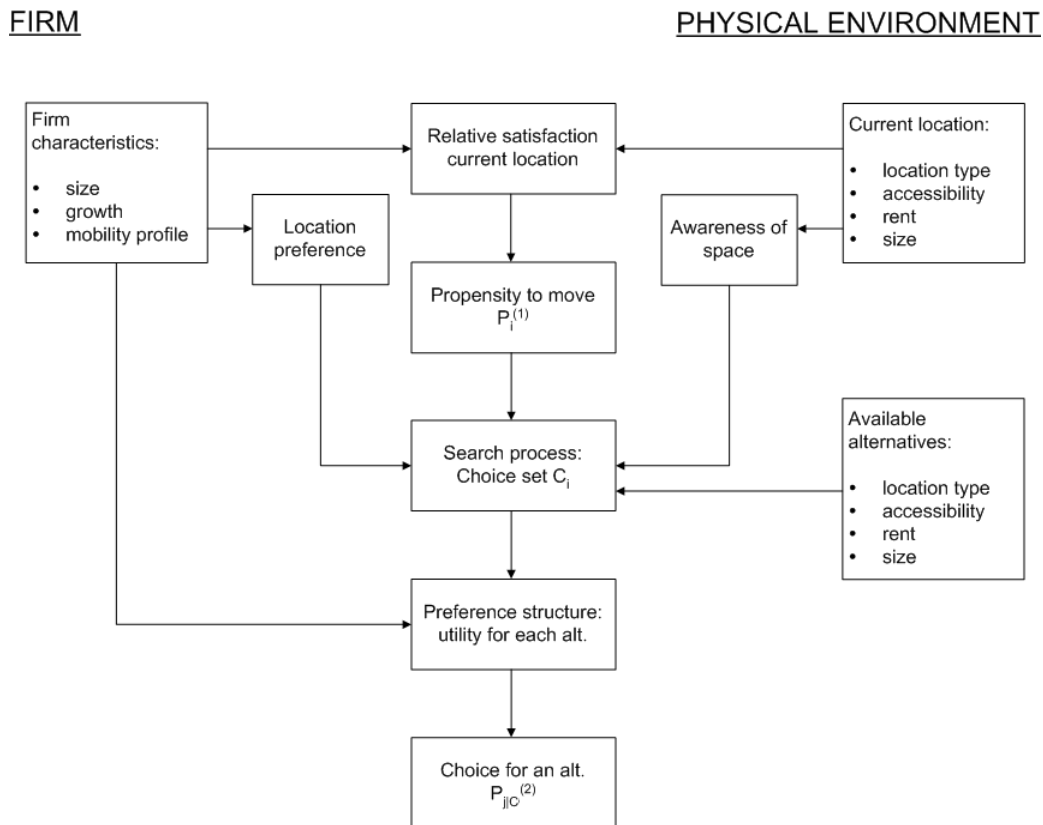 FIRM
PHYSICAL ENVIRONMENT
Firm
characteristics:
• size
• growth
• mobility profile
Relative satisfaction
current location
Current location:
• location type
• accessibility
• rent
• size
Location
preference
Awareness of
space
Propensity to move
P_i^(1)
Search process:
Choice set C_i
Available
alternatives:
• location type
• accessibility
• rent
• size
Preference structure:
utility for each alt.
Choice for an alt.
P_j|C^(2)